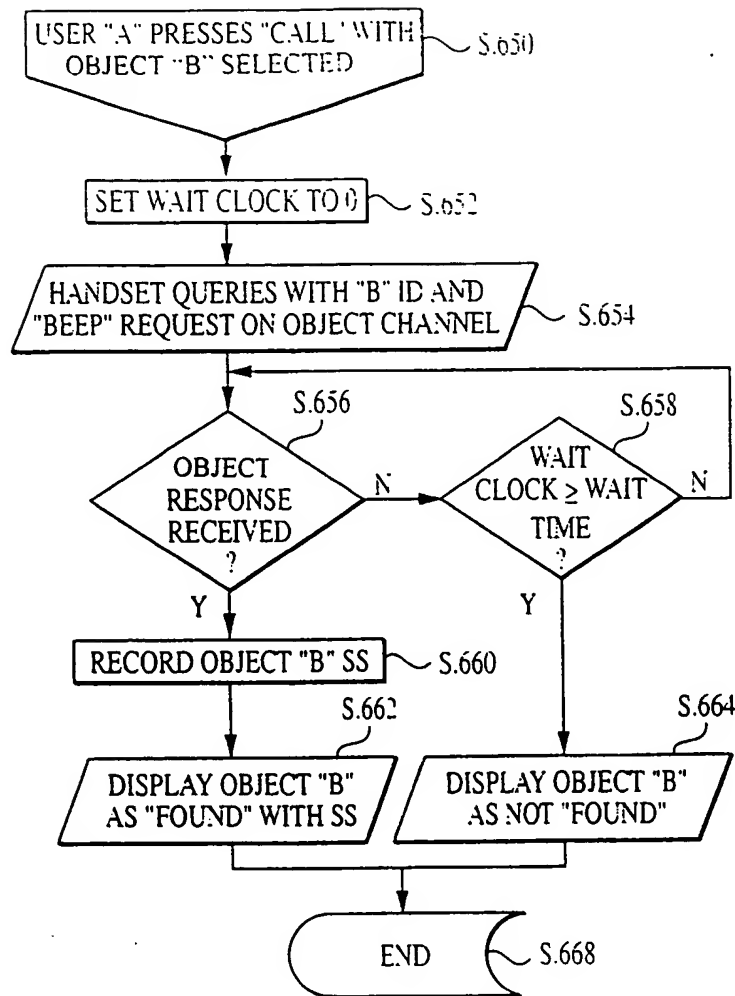 USER "A" PRESSES "CALL" WITH
OBJECT "B" SELECTED
S.650
SET WAIT CLOCK TO 0
S.652
HANDSET QUERIES WITH "B" ID AND
"BEEP" REQUEST ON OBJECT CHANNEL
S.654
S.656
OBJECT
RESPONSE
RECEIVED
?
N
Y
S.658
WAIT
CLOCK ≥ WAIT
TIME
?
N
Y
RECORD OBJECT "B" SS
S.660
S.662
DISPLAY OBJECT "B"
AS "FOUND" WITH SS
S.664
DISPLAY OBJECT "B"
AS NOT "FOUND"
END
S.668